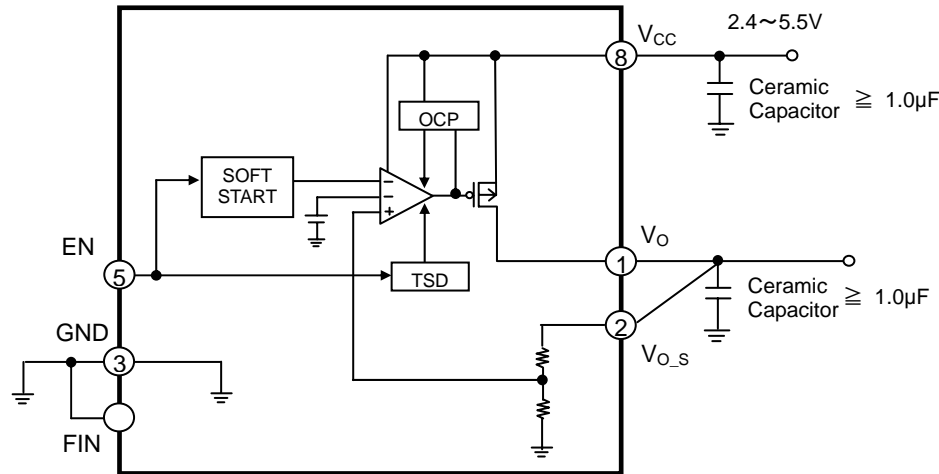 2.4～5.5V
VCC
8
Ceramic
Capacitor ≧ 1.0µF
OCP
SOFT
START
−
−
+
VO
EN
5
TSD
1
Ceramic
Capacitor ≧ 1.0µF
2
GND
3
VO_S
FIN